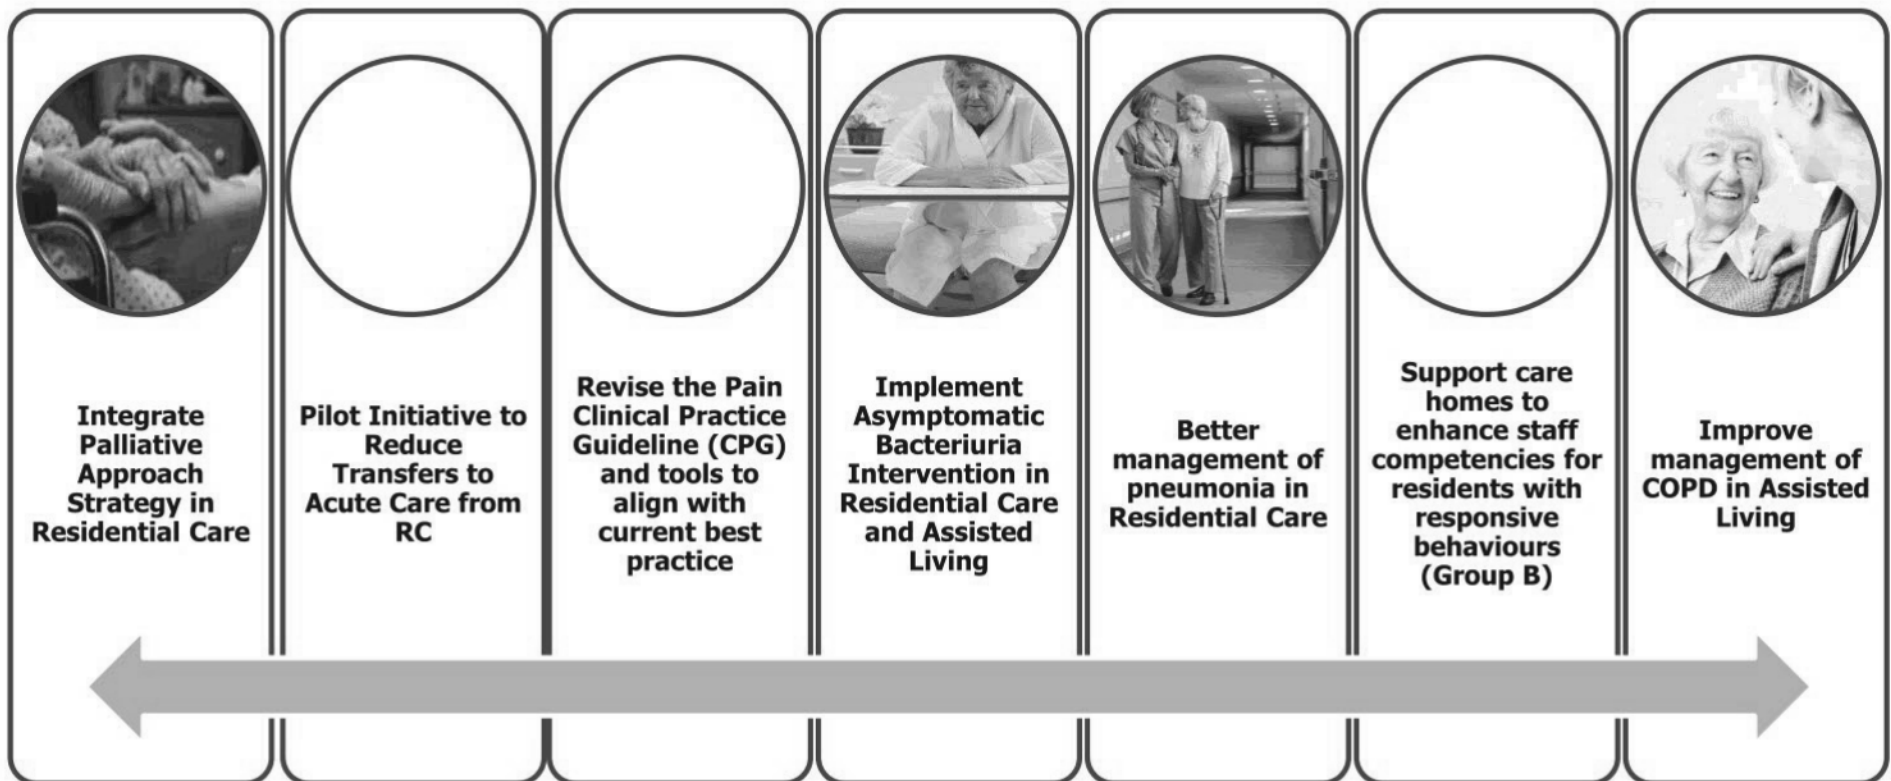 Integrate
Palliative
Approach
Strategy in
Residential Care
Pilot Initiative to
Reduce
Transfers to
Acute Care from
RC
Revise the Pain
Clinical Practice
Guideline (CPG)
and tools to
align with
current best
practice
Implement
Asymptomatic
Bacteriuria
Intervention in
Residential Care
and Assisted
Living
Better
management of
pneumonia in
Residential Care
Support care
homes to
enhance staff
competencies for
residents with
responsive
behaviours
(Group B)
Improve
management of
COPD in Assisted
Living